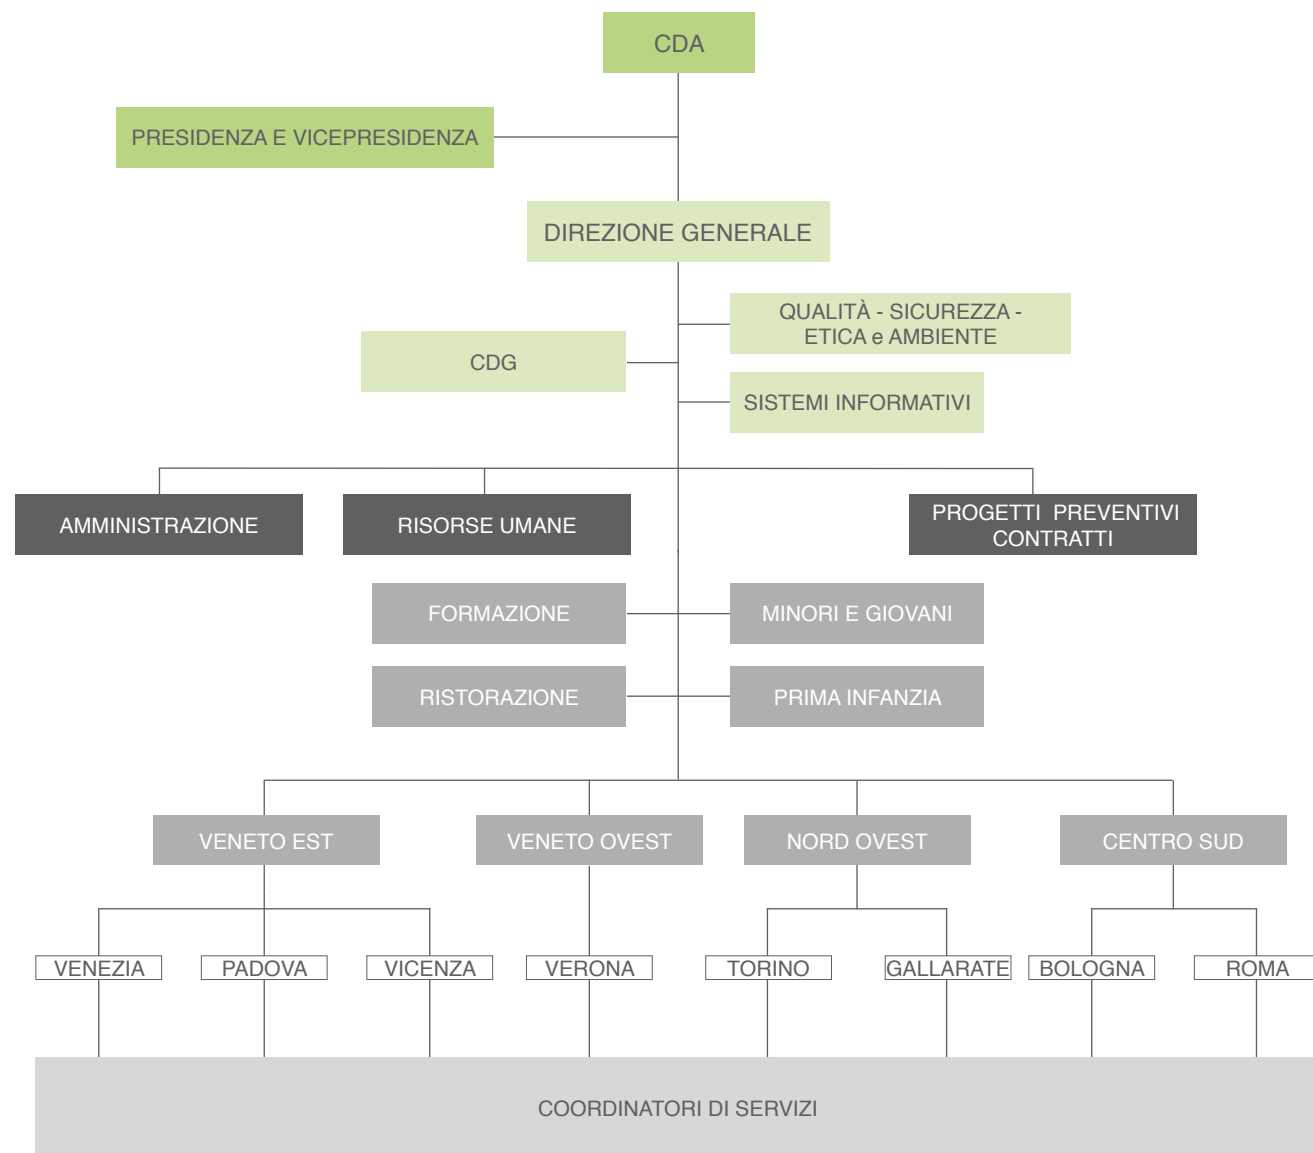 CDA
PRESIDENZA E VICEPRESIDENZA
DIREZIONE GENERALE
QUALITÀ - SICUREZZA -
ETICA e AMBIENTE
CDG
SISTEMI INFORMATIVI
AMMINISTRAZIONE
RISORSE UMANE
PROGETTI PREVENTIVI
CONTRATTI
FORMAZIONE
MINORI E GIOVANI
RISTORAZIONE
PRIMA INFANZIA
VENETO EST
VENETO OVEST
NORD OVEST
CENTRO SUD
VENEZIA
PADOVA
VICENZA
VERONA
TORINO
GALLARATE
BOLOGNA
ROMA
COORDINATORI DI SERVIZI